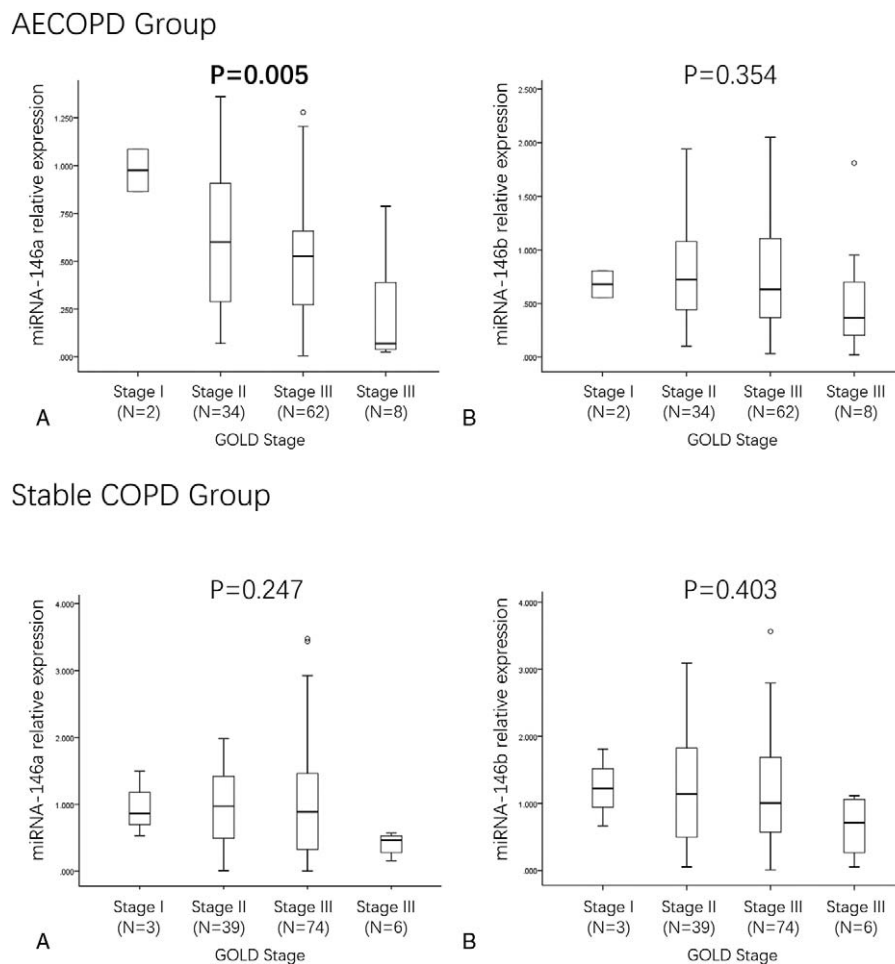 AECOPD Group
P=0.005
miRNA-146a relative expression
1.250
1.000
.750
.500
.250
.000
Stage I Stage II Stage III Stage III
(N=2) (N=34) (N=62) (N=8)
A
GOLD Stage
P=0.354
miRNA-146b relative expression
2.500
2.000
1.500
1.000
.500
.000
Stage I Stage II Stage III Stage III
(N=2) (N=34) (N=62) (N=8)
B
GOLD Stage
Stable COPD Group
P=0.247
miRNA-146a relative expression
4.000
3.000
2.000
1.000
.000
Stage I Stage II Stage III Stage III
(N=3) (N=39) (N=74) (N=6)
A
GOLD Stage
P=0.403
miRNA-146b relative expression
4.000
3.000
2.000
1.000
.000
Stage I Stage II Stage III Stage III
(N=3) (N=39) (N=74) (N=6)
B
GOLD Stage